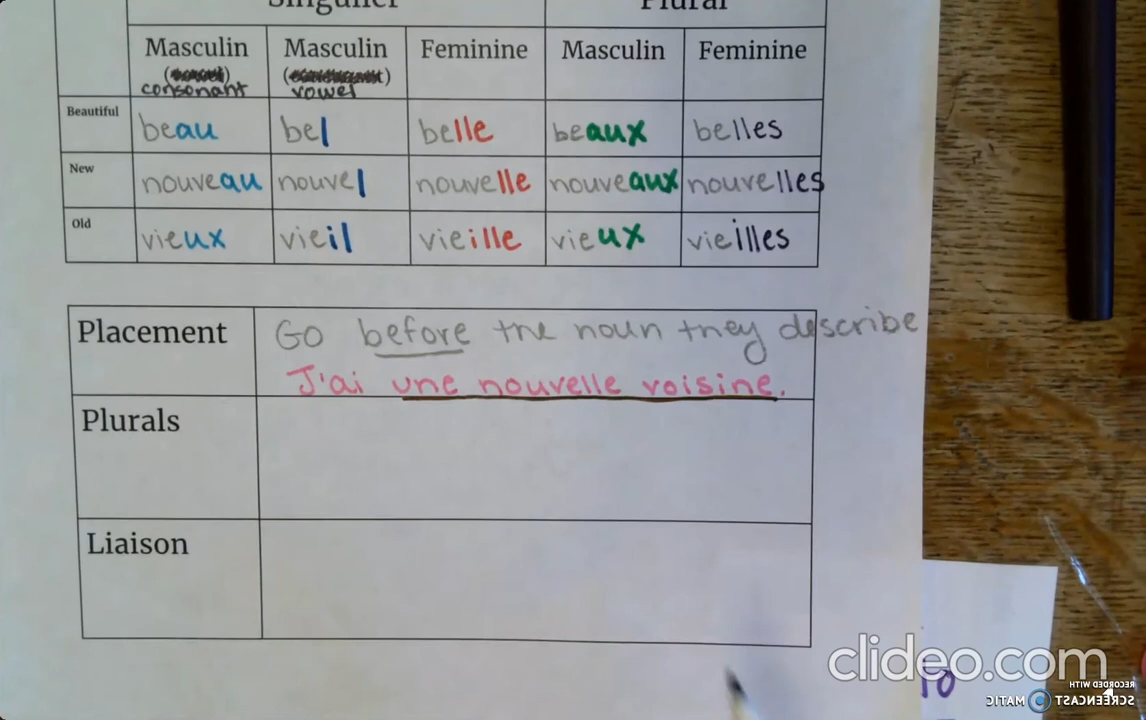 Singulier Plural
Masculin Masculin Feminine Masculin Feminine
consonant vowel
Beautiful beau bel belle beaux belles
New nouveau nouvel nouvelle nouveaux nouvelles
Old vieux vieil vieille vieux vieilles
Placement Go before the noun they describe
J'ai une nouvelle voisine.
Plurals
Liaison
clideo.com
RECORDED WITH
SCREENCAST MATIC